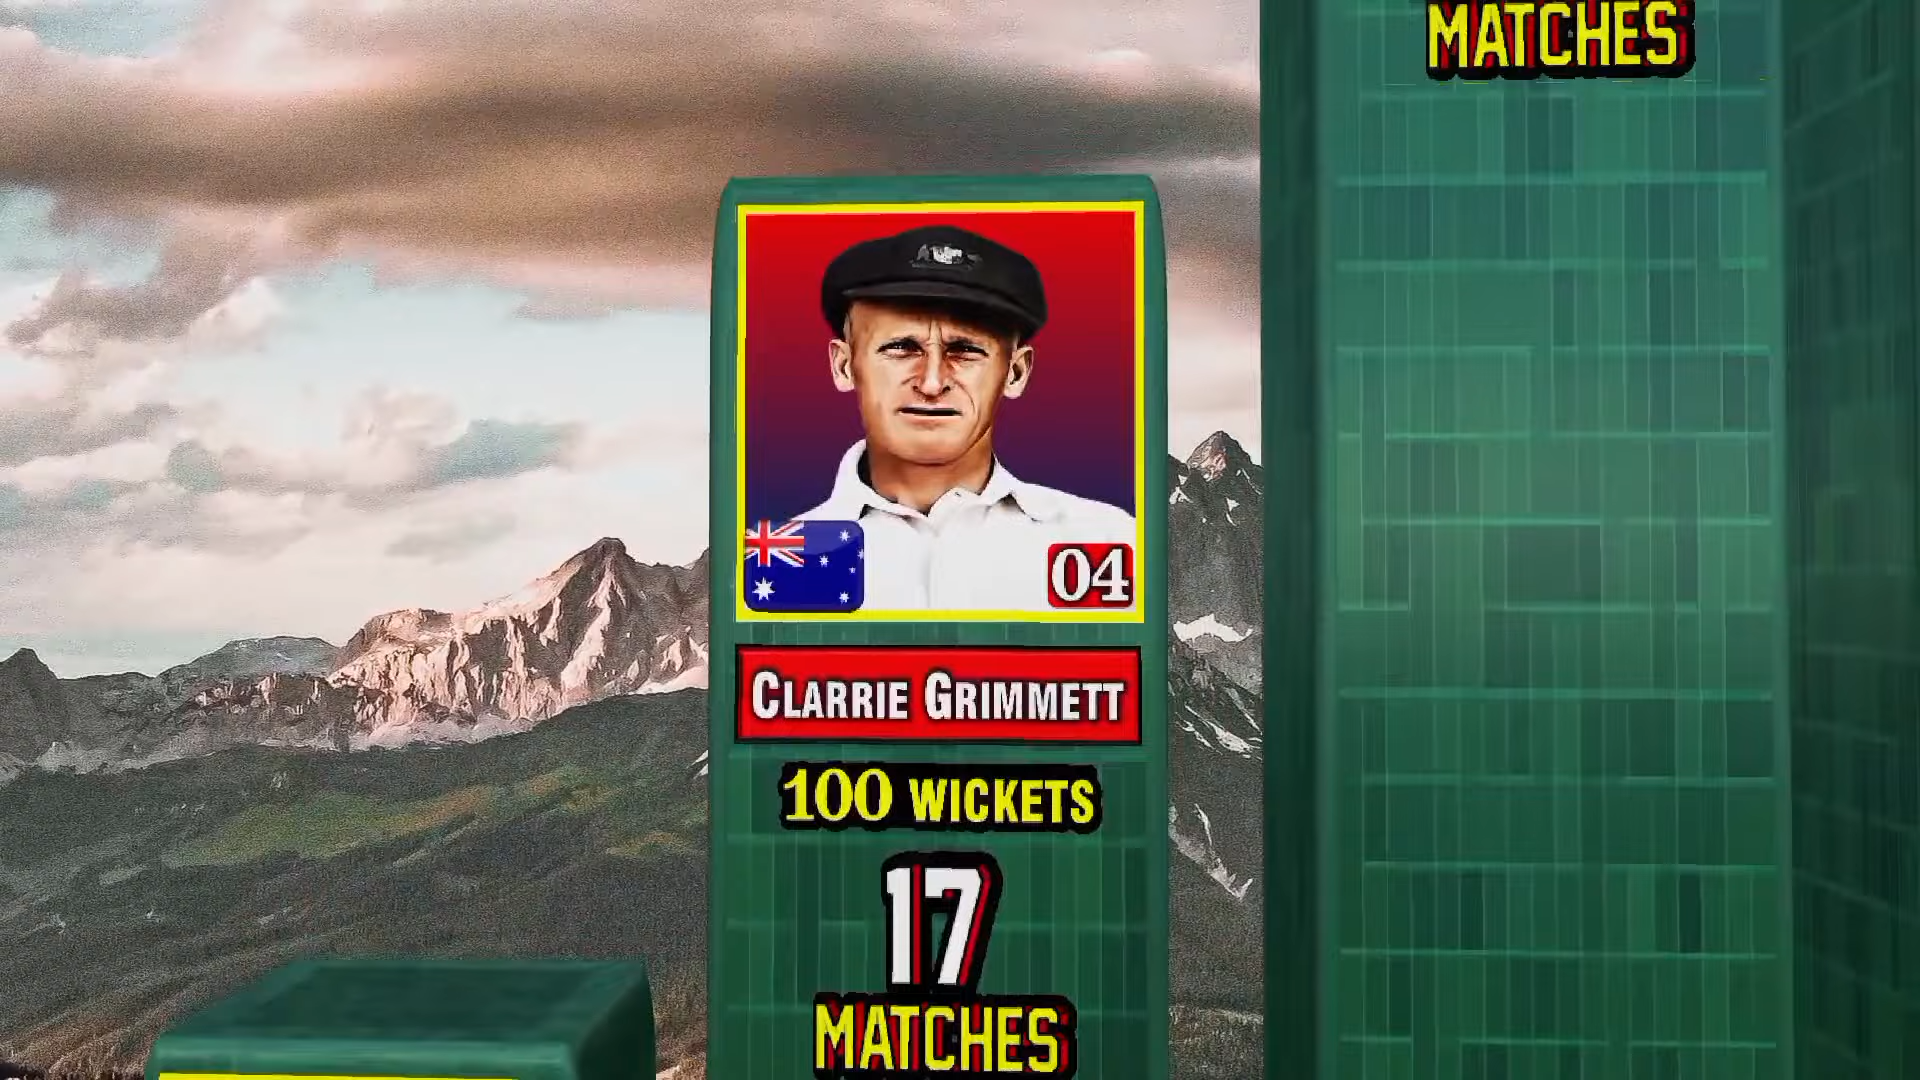 MATCHES
04
CLARRIE GRIMMETT
100 WICKETS
17
MATCHES